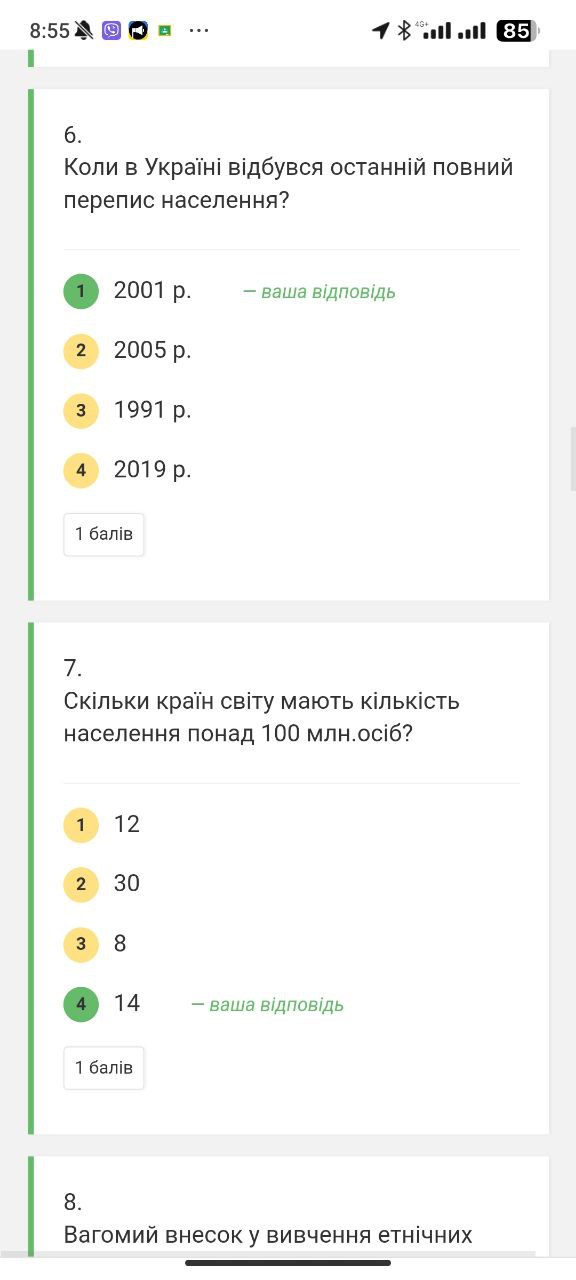 8:55
4G+
85
6.
Коли в Україні відбувся останній повний
перепис населення?
1 2001 р. – ваша відповідь
2 2005 р.
3 1991 р.
4 2019 р.
1 балів
7.
Скільки країн світу мають кількість
населення понад 100 млн.осіб?
1 12
2 30
3 8
4 14 – ваша відповідь
1 балів
8.
Вагомий внесок у вивчення етнічних